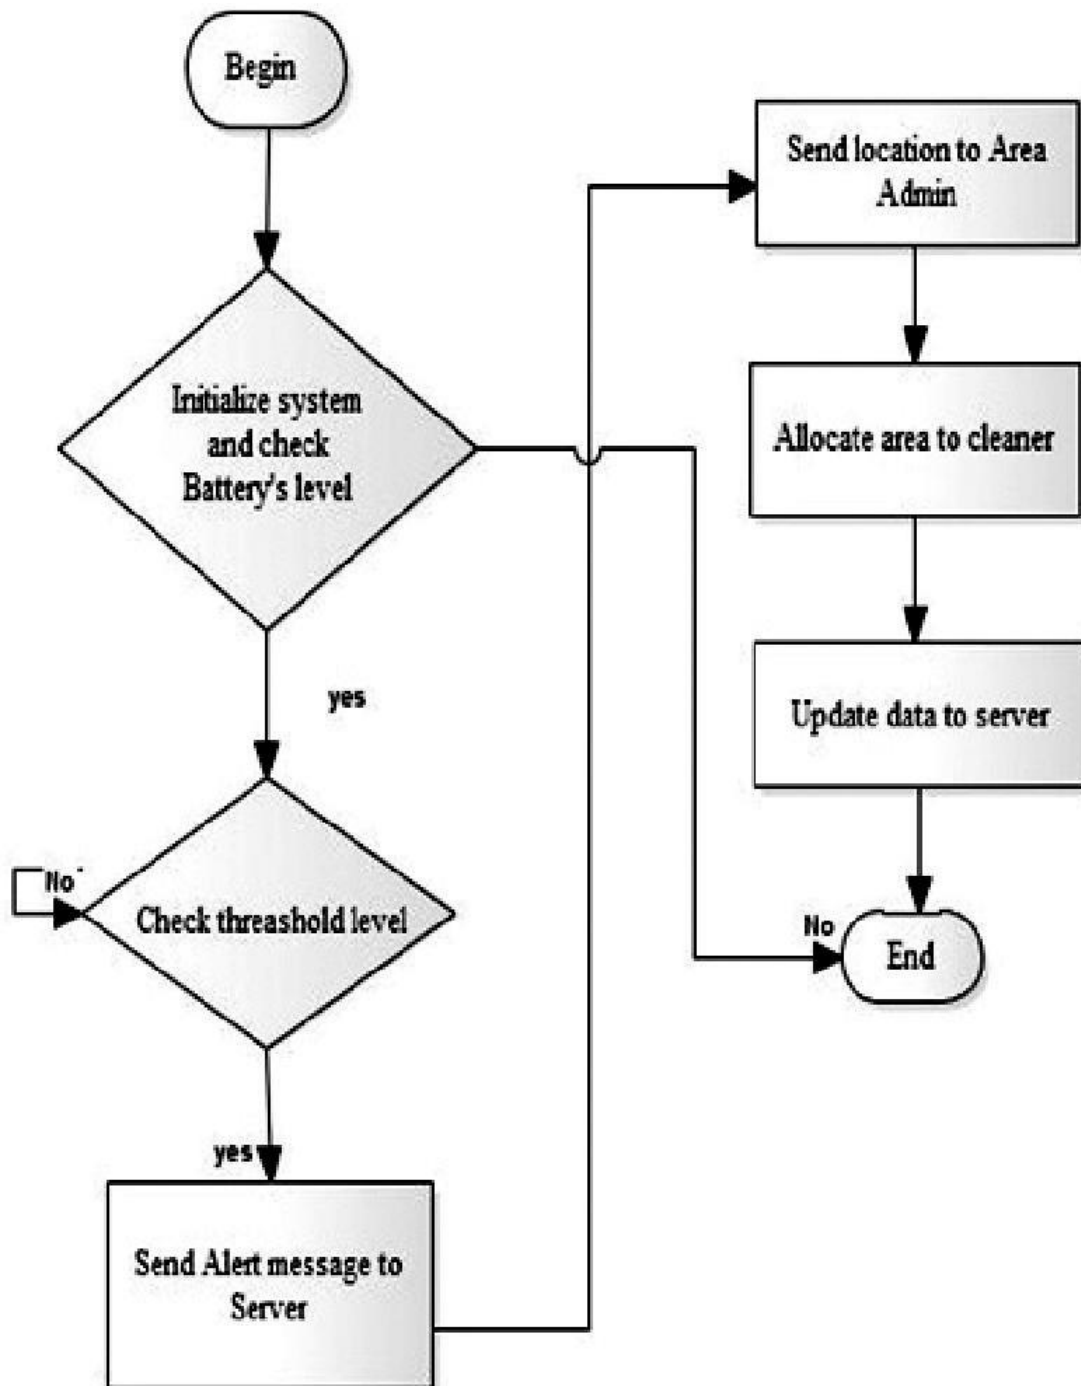 Begin
Initialize system
and check
Battery's level
yes
No
Check threashold level
yes
Send Alert message to
Server
Send location to Area
Admin
Allocate area to cleaner
Update data to server
No
End